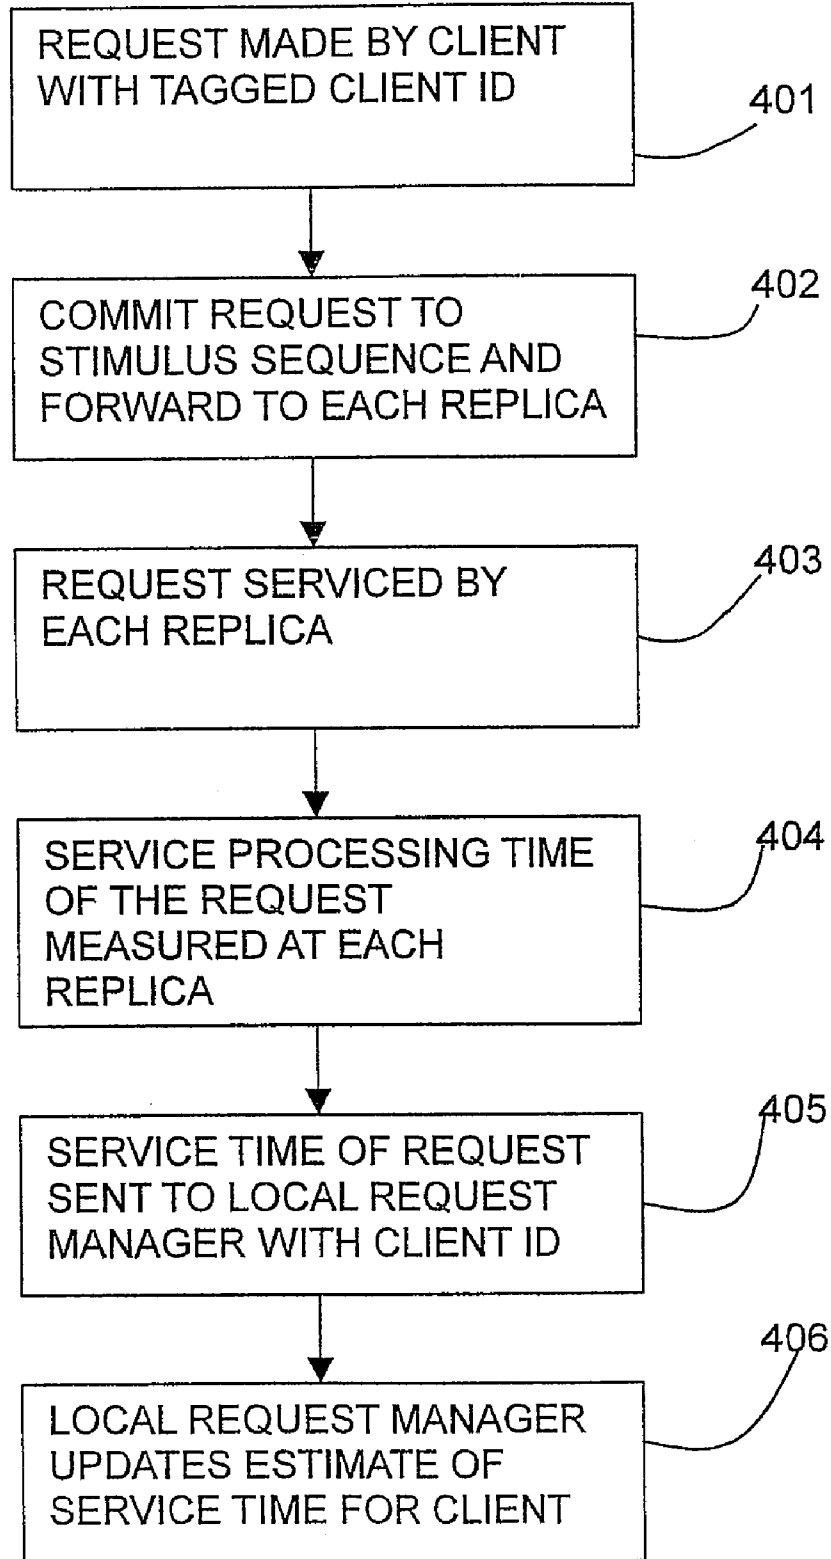 REQUEST MADE BY CLIENT
WITH TAGGED CLIENT ID
401
COMMIT REQUEST TO
STIMULUS SEQUENCE AND
FORWARD TO EACH REPLICA
402
REQUEST SERVICED BY
EACH REPLICA
403
SERVICE PROCESSING TIME
OF THE REQUEST
MEASURED AT EACH
REPLICA
404
SERVICE TIME OF REQUEST
SENT TO LOCAL REQUEST
MANAGER WITH CLIENT ID
405
LOCAL REQUEST MANAGER
UPDATES ESTIMATE OF
SERVICE TIME FOR CLIENT
406